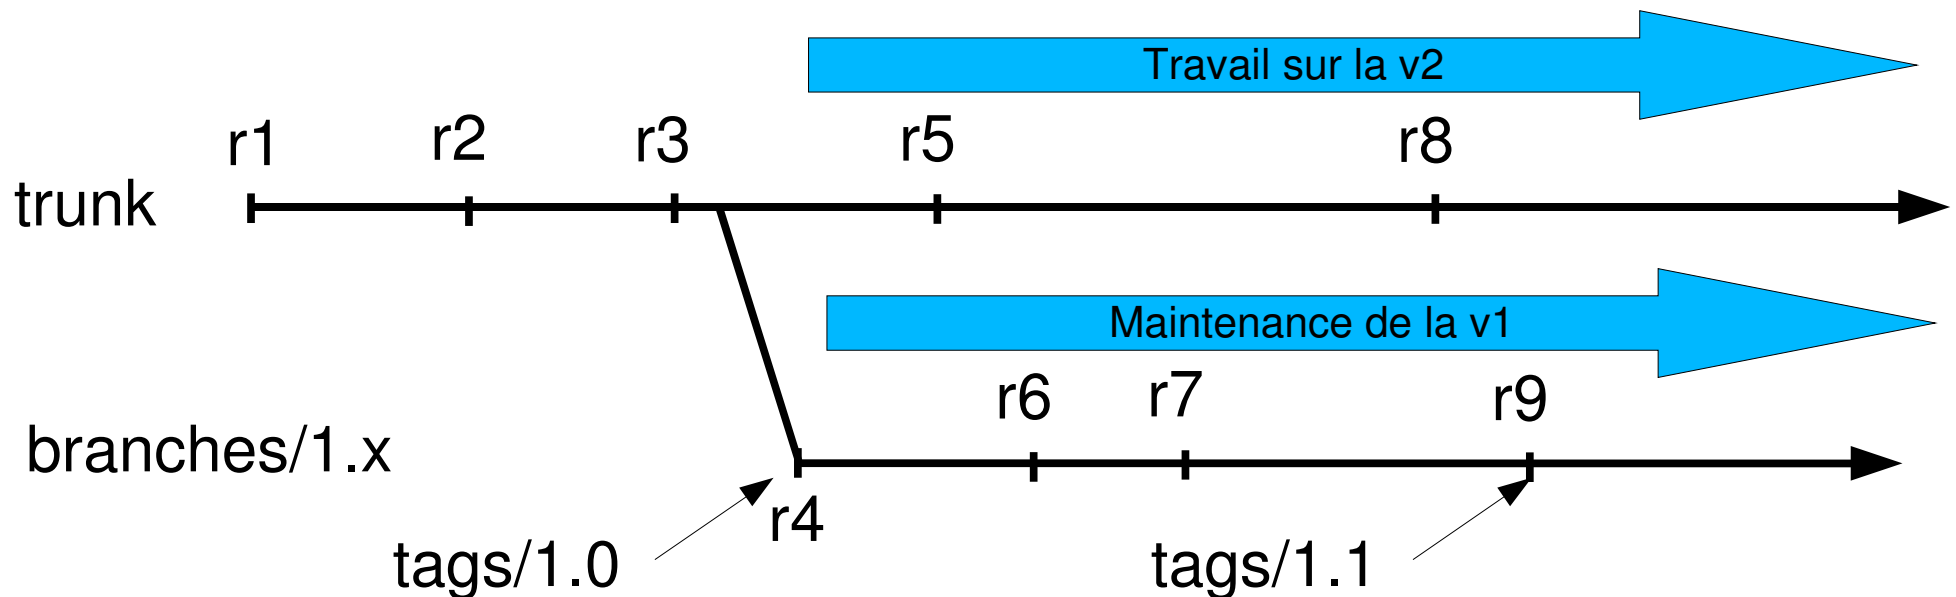 Travail sur la v2
r1 r2 r3 r5 r8
trunk
Maintenance de la v1
r6 r7 r9
branches/1.x
r4
tags/1.0 tags/1.1